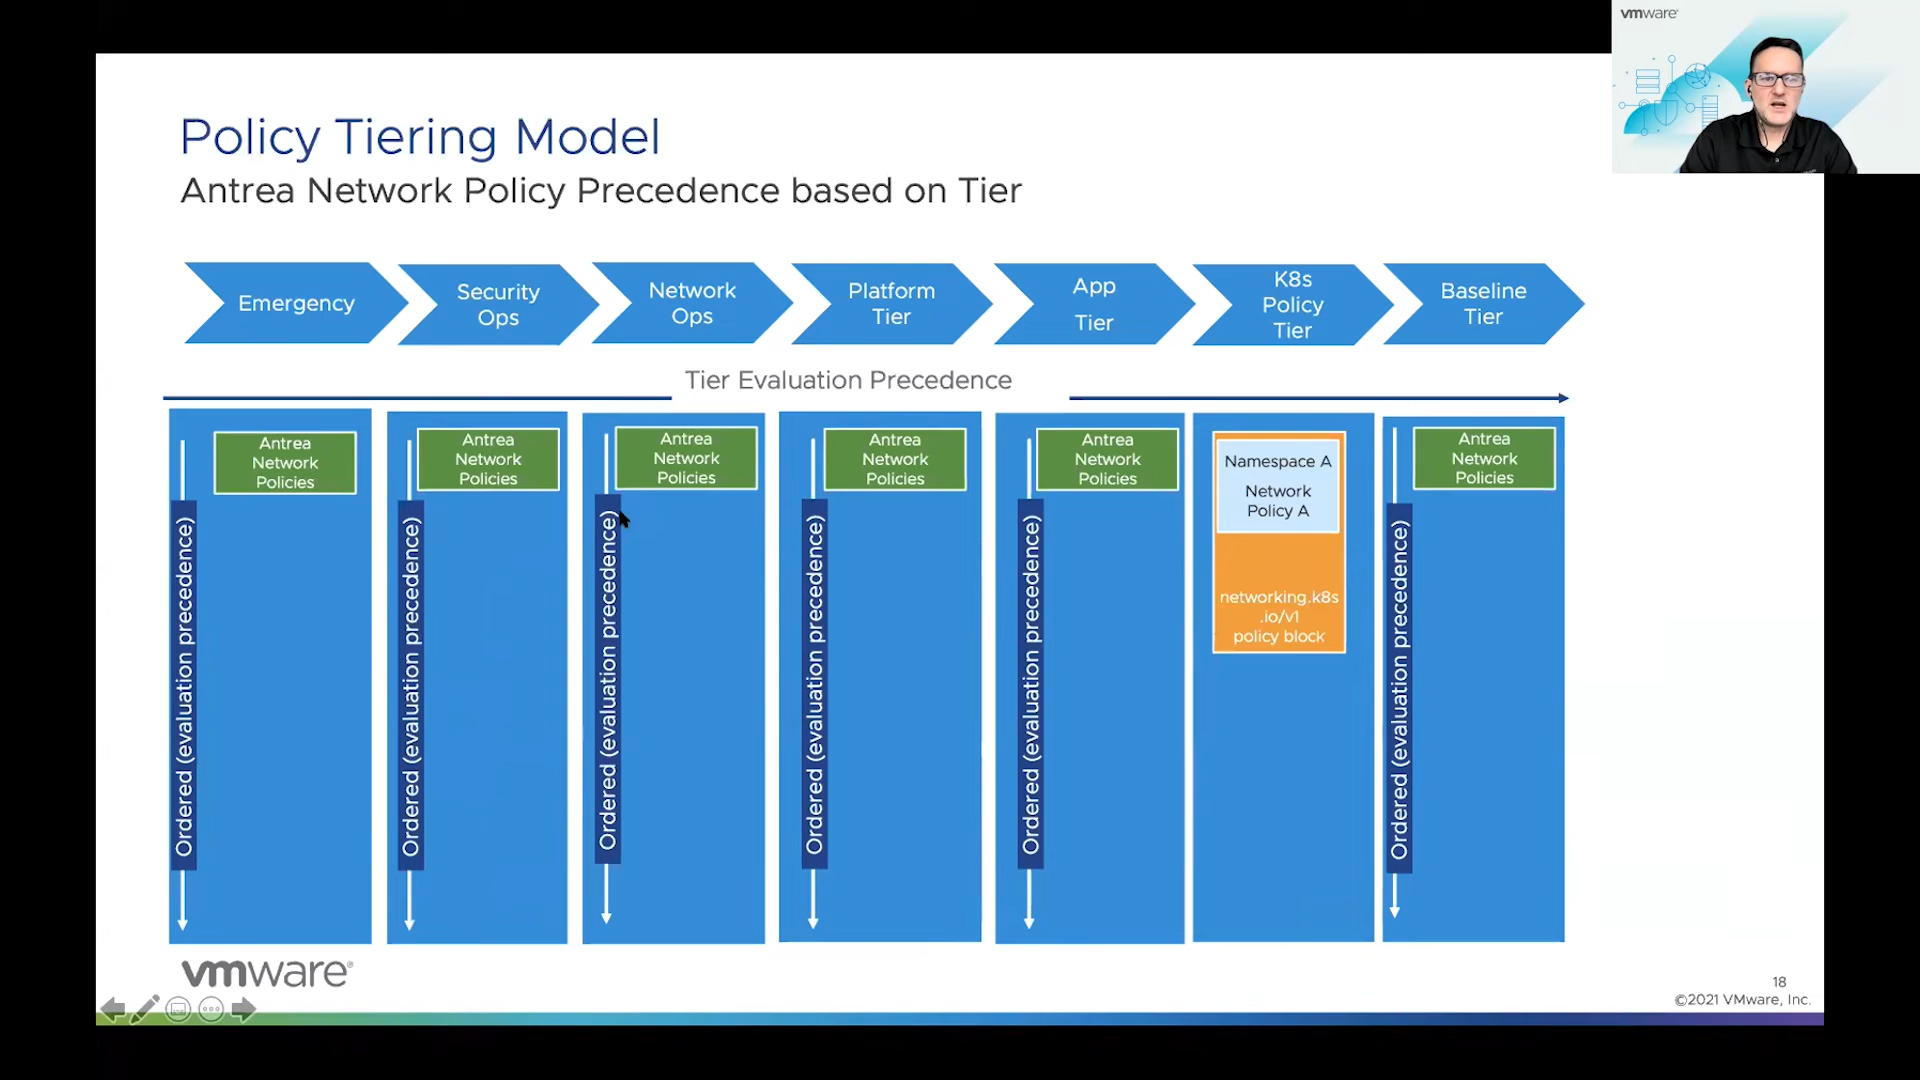 vmware
Policy Tiering Model
Antrea Network Policy Precedence based on Tier
Emergency
Security
Ops
Network
Ops
Platform
Tier
App
Tier
K8s
Policy
Tier
Baseline
Tier
Tier Evaluation Precedence
Antrea
Network
Policies
Ordered (evaluation precedence)
Antrea
Network
Policies
Ordered (evaluation precedence)
Antrea
Network
Policies
Ordered (evaluation precedence)
Antrea
Network
Policies
Ordered (evaluation precedence)
Antrea
Network
Policies
Ordered (evaluation precedence)
Namespace A
Network
Policy A
networking.k8s
.io/v1
policy block
Antrea
Network
Policies
Ordered (evaluation precedence)
vmware®
18
©2021 VMware, Inc.